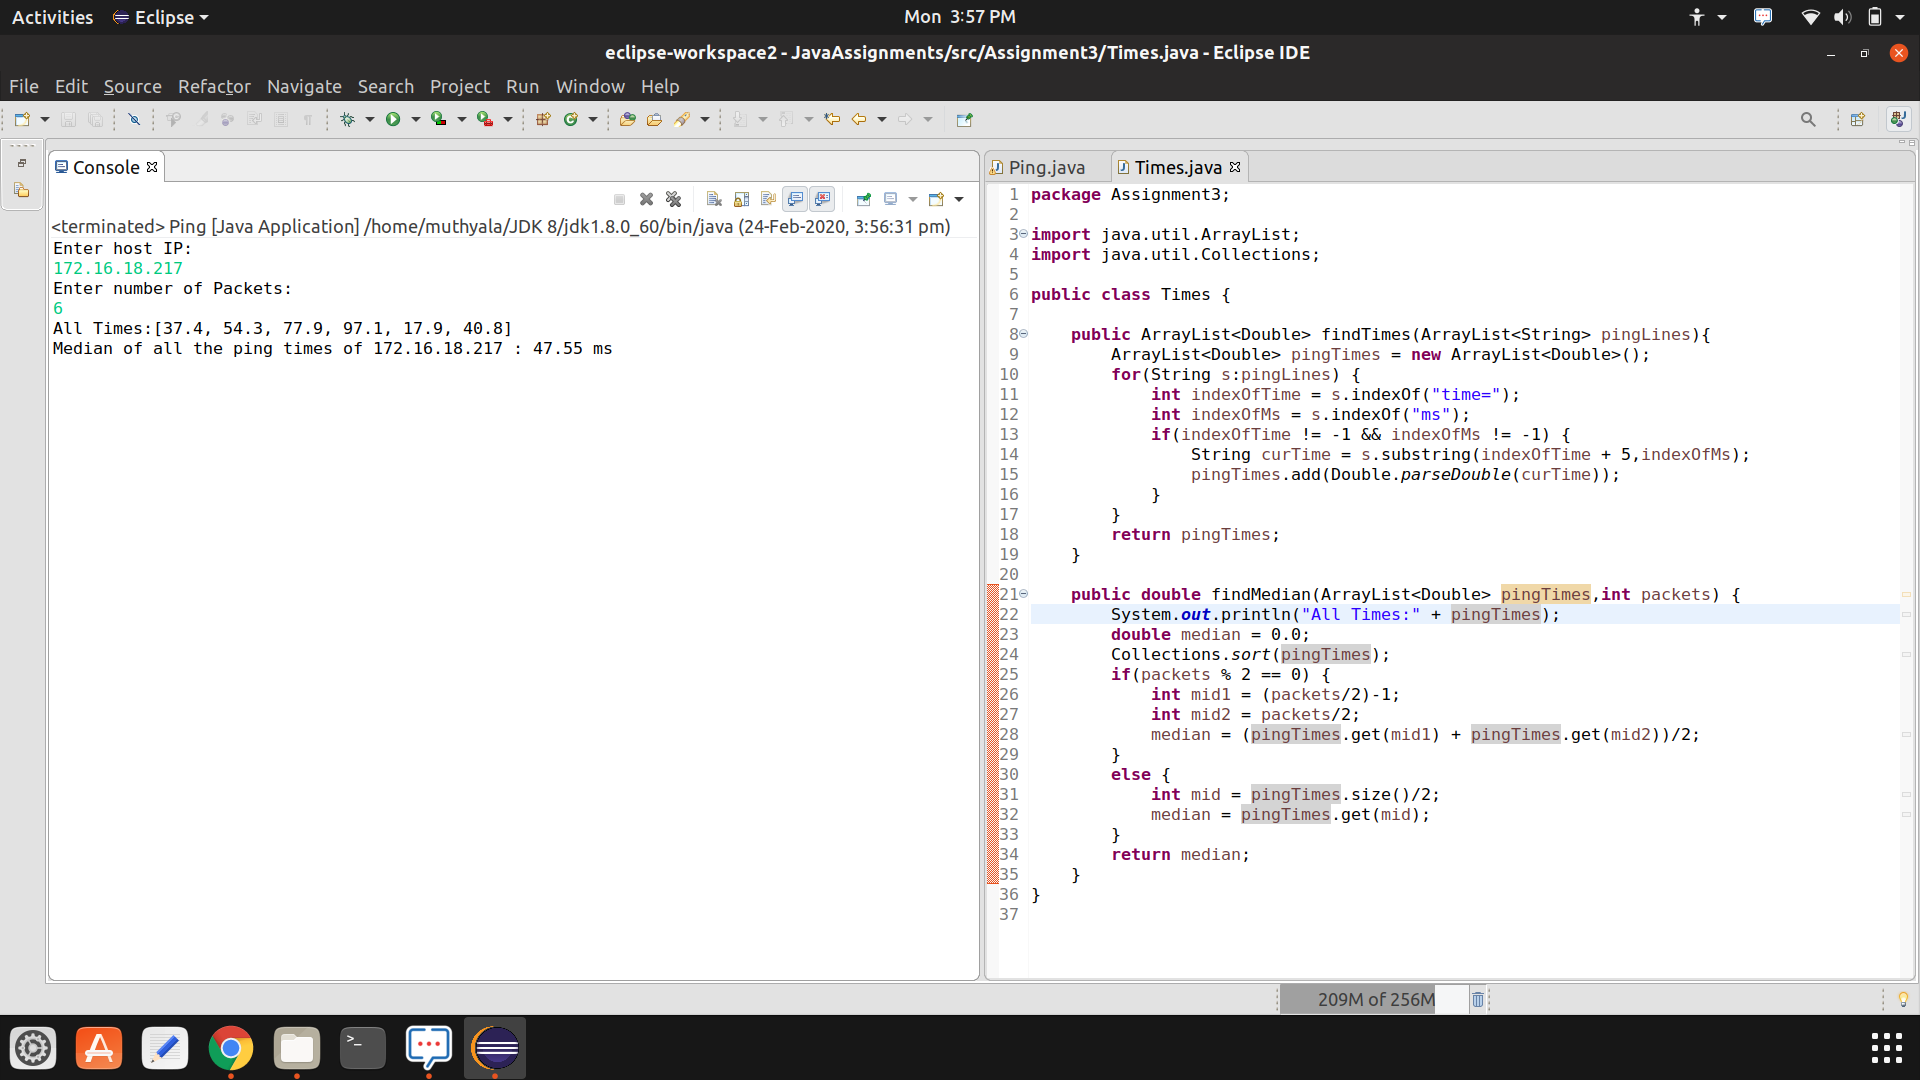 Activities Eclipse Mon 3:57 PM
eclipse-workspace2 - JavaAssignments/src/Assignment3/Times.java - Eclipse IDE
File Edit Source Refactor Navigate Search Project Run Window Help
Console
<terminated> Ping [Java Application] /home/muthyala/JDK 8/jdk1.8.0_60/bin/java (24-Feb-2020, 3:56:31 pm)
Enter host IP:
172.16.18.217
Enter number of Packets:
6
All Times:[37.4, 54.3, 77.9, 97.1, 17.9, 40.8]
Median of all the ping times of 172.16.18.217 : 47.55 ms
Ping.java Times.java
1 package Assignment3;
2
3 import java.util.ArrayList;
4 import java.util.Collections;
5
6 public class Times {
7
8     public ArrayList<Double> findTimes(ArrayList<String> pingLines){
9         ArrayList<Double> pingTimes = new ArrayList<Double>();
10         for(String s:pingLines) {
11             int indexOfTime = s.indexOf("time=");
12             int indexOfMs = s.indexOf("ms");
13             if(indexOfTime != -1 && indexOfMs != -1) {
14                 String curTime = s.substring(indexOfTime + 5,indexOfMs);
15                 pingTimes.add(Double.parseDouble(curTime));
16             }
17         }
18         return pingTimes;
19     }
20
21     public double findMedian(ArrayList<Double> pingTimes,int packets) {
22         System.out.println("All Times:" + pingTimes);
23         double median = 0.0;
24         Collections.sort(pingTimes);
25         if(packets % 2 == 0) {
26             int mid1 = (packets/2)-1;
27             int mid2 = packets/2;
28             median = (pingTimes.get(mid1) + pingTimes.get(mid2))/2;
29         }
30         else {
31             int mid = pingTimes.size()/2;
32             median = pingTimes.get(mid);
33         }
34         return median;
35     }
36 }
37
209M of 256M